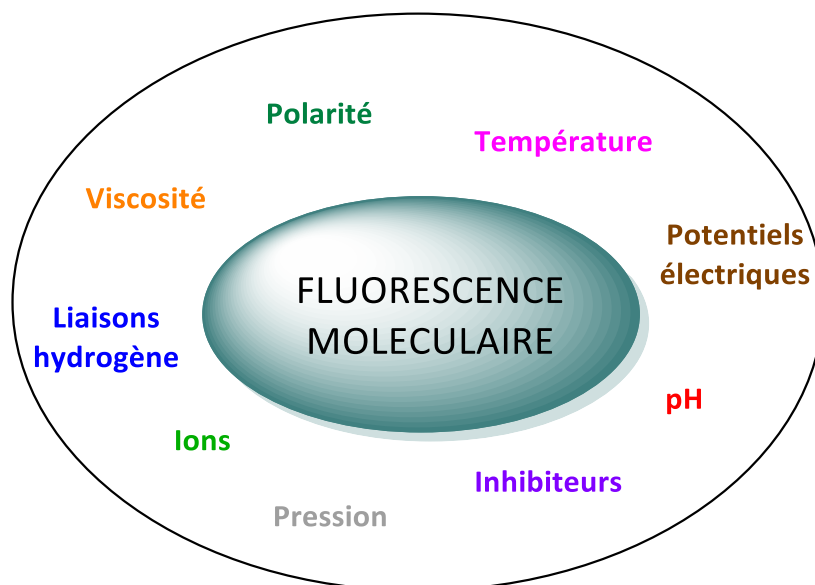 Polarité
Température
Viscosité
Potentiels
électriques
FLUORESCENCE
MOLECULAIRE
Liaisons
hydrogène
pH
Ions
Inhibiteurs
Pression